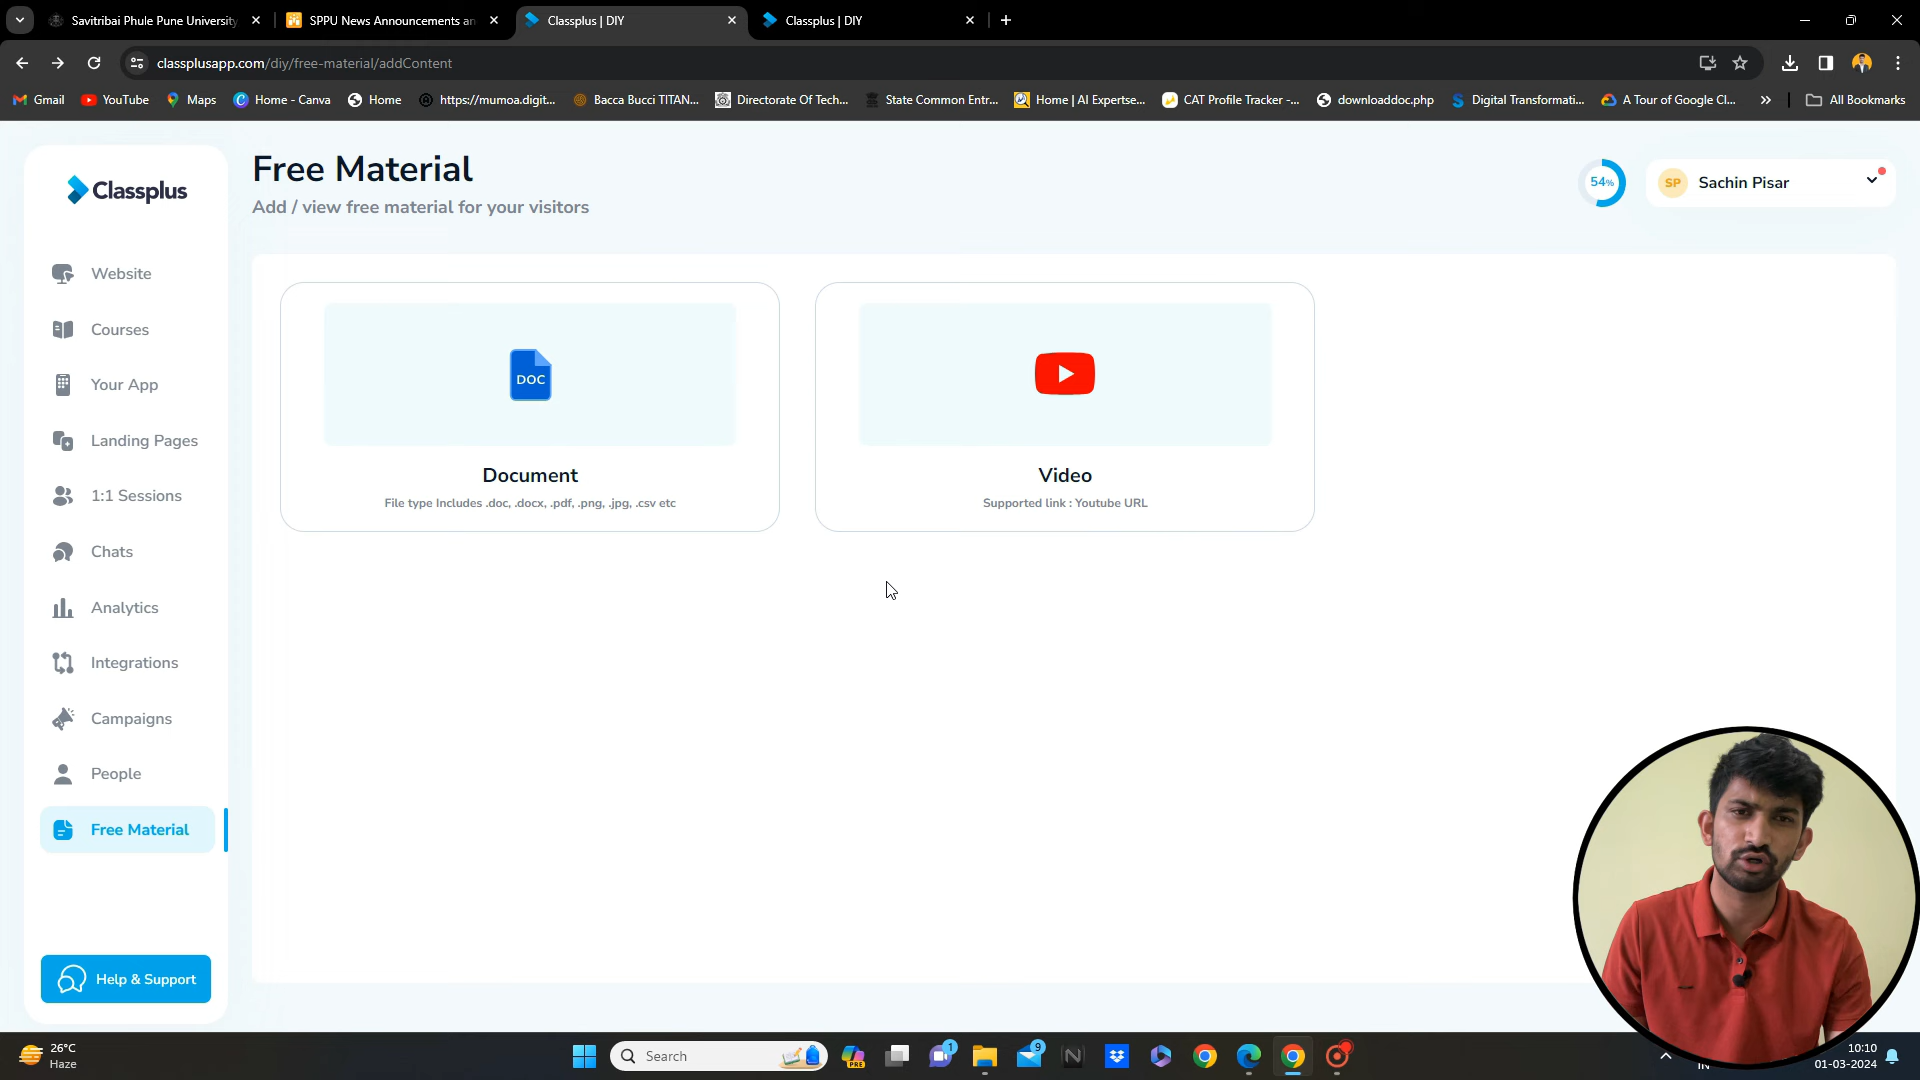 Savitribai Phule Pune University
SPPU News Announcements an
Classplus | DIY
Classplus | DIY
classplusapp.com/diy/free-material/addContent
Gmail
YouTube
Maps
Home - Canva
Home
https://mumoa.digit...
Bacca Bucci TITAN...
Directorate Of Tech...
State Common Entr...
Home | AI Expertse...
CAT Profile Tracker -...
downloaddoc.php
Digital Transformati...
A Tour of Google Cl...
All Bookmarks
Classplus
Free Material
Add / view free material for your visitors
54%
SP
Sachin Pisar
Website
Courses
Your App
Landing Pages
1:1 Sessions
Chats
Analytics
Integrations
Campaigns
People
Free Material
Help & Support
DOC
Document
File type Includes .doc, .docx, .pdf, .png, .jpg, .csv etc
Video
Supported link : Youtube URL
26°C
Haze
Search
PRE
1
9
IN
10:10
01-03-2024